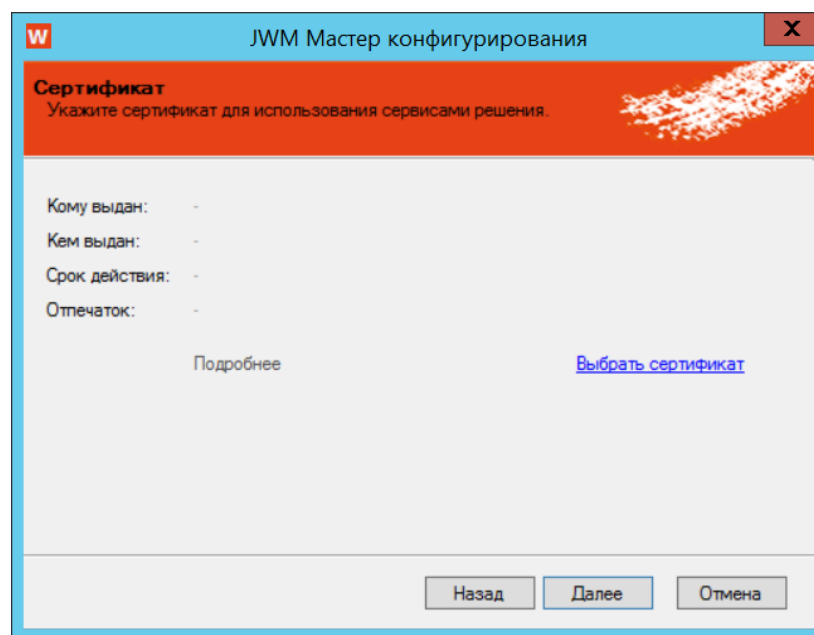 W
JWM Мастер конфигурирования
X
Сертификат
Укажите сертификат для использования сервисами решения.
Кому выдан: -
Кем выдан: -
Срок действия: -
Отпечаток: -
Подробнее Выбрать сертификат
Назад Далее Отмена